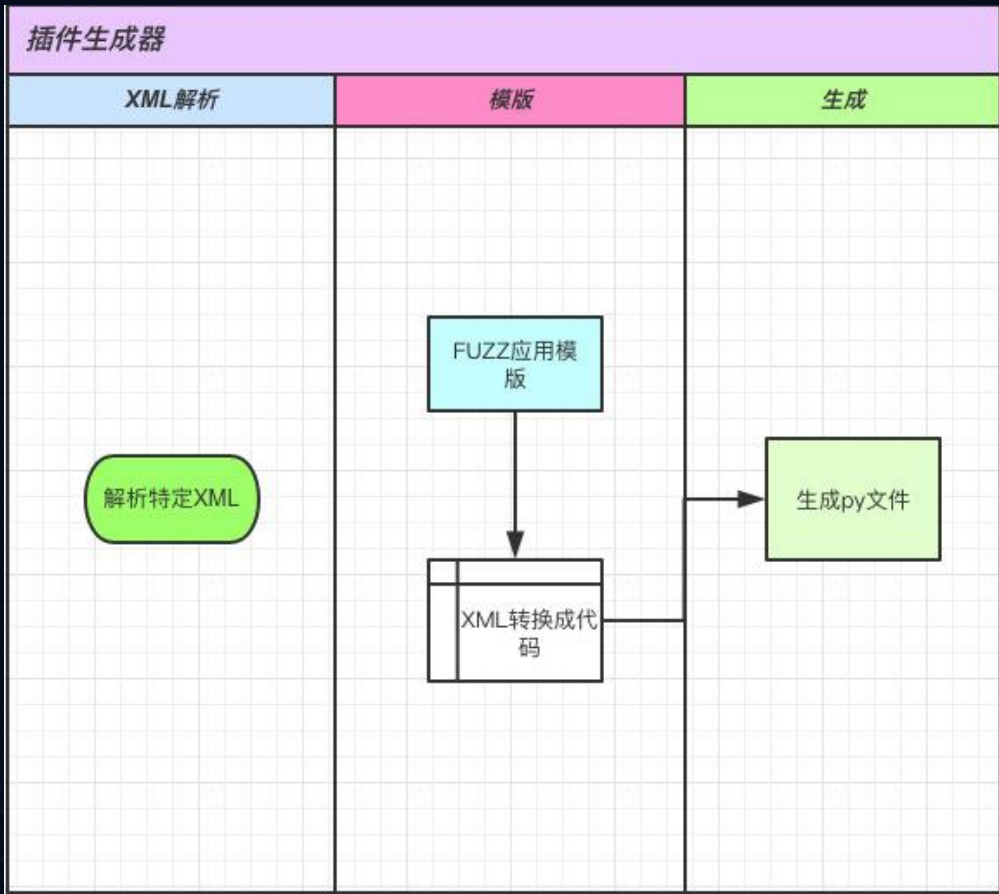 插件生成器
XML解析
模版
生成
FUZZ应用模
版
解析特定XML
生成py文件
XML转换成代
码